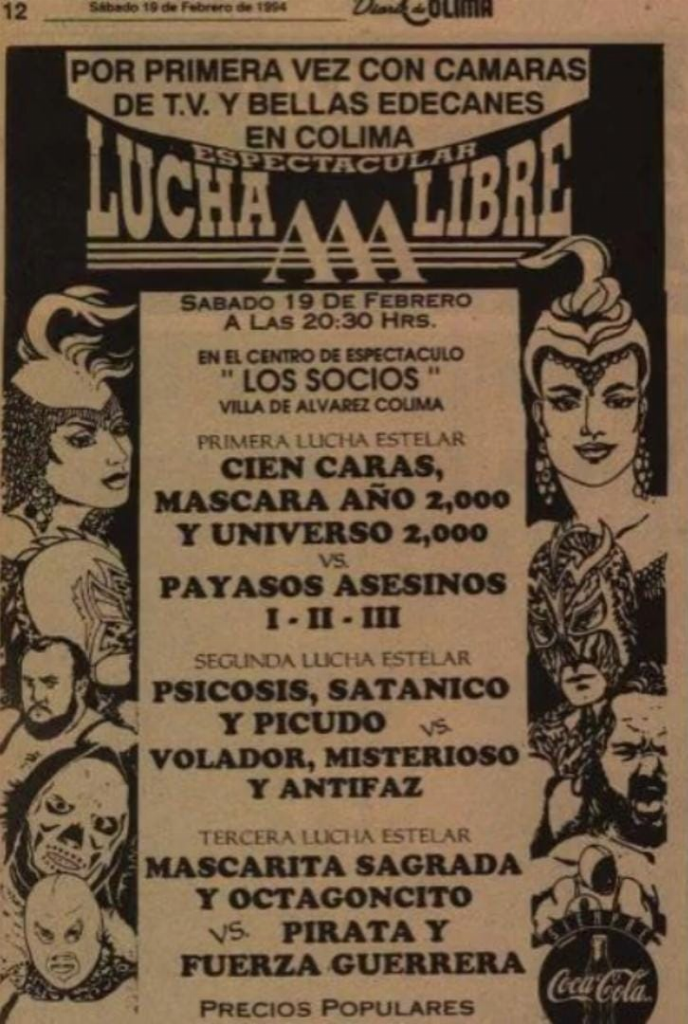 12
Sábado 19 de Febrero de 1994
Diario de COLIMA
POR PRIMERA VEZ CON CAMARAS
DE T.V. Y BELLAS EDECANES
EN COLIMA
ESPECTACULAR
LUCHA LIBRE
AAA
SABADO 19 DE FEBRERO
A LAS 20:30 HRS.
EN EL CENTRO DE ESPECTACULO
" LOS SOCIOS "
VILLA DE ALVAREZ COLIMA
PRIMERA LUCHA ESTELAR
CIEN CARAS,
MASCARA AÑO 2,000
Y UNIVERSO 2,000
VS.
PAYASOS ASESINOS
I - II - III
SEGUNDA LUCHA ESTELAR
PSICOSIS, SATANICO
Y PICUDO VS.
VOLADOR, MISTERIOSO
Y ANTIFAZ
TERCERA LUCHA ESTELAR
MASCARITA SAGRADA
Y OCTAGONCITO
VS. PIRATA Y
FUERZA GUERRERA
PRECIOS POPULARES
SIEMPRE
Coca-Cola